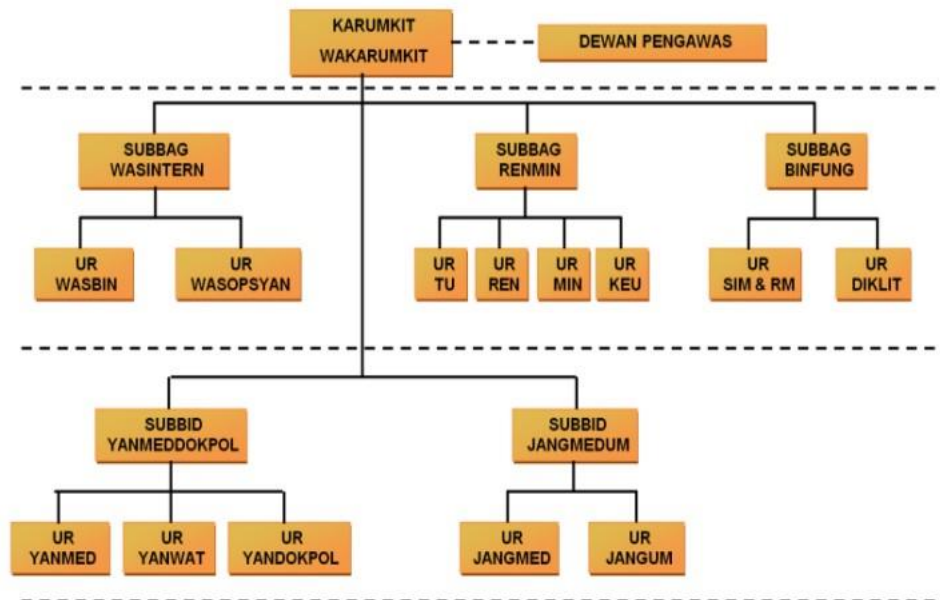 KARUMKIT
WAKARUMKIT
DEWAN PENGAWAS
SUBBAG
WASINTERN
SUBBAG
RENMIN
SUBBAG
BINFUNG
UR
WASBIN
UR
WASOPSYAN
UR
TU
UR
REN
UR
MIN
UR
KEU
UR
SIM & RM
UR
DIKLIT
SUBBID
YANMEDDOKPOL
SUBBID
JANGMEDUM
UR
YANMED
UR
YANWAT
UR
YANDOKPOL
UR
JANGMED
UR
JANGUM